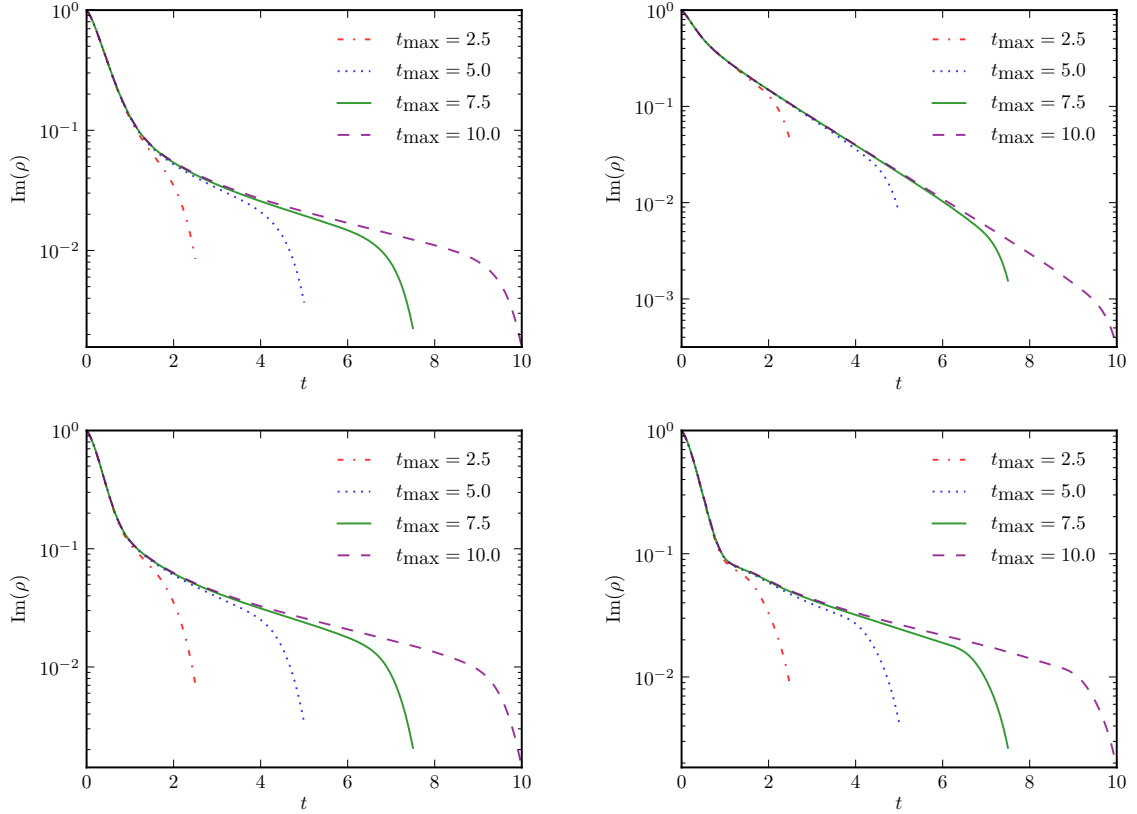 10^0
10^{-1}
10^{-2}
Im(ρ)
0 2 4 6 8 10
t
t_max = 2.5
t_max = 5.0
t_max = 7.5
t_max = 10.0
10^0
10^{-1}
10^{-2}
10^{-3}
Im(ρ)
0 2 4 6 8 10
t
t_max = 2.5
t_max = 5.0
t_max = 7.5
t_max = 10.0
10^0
10^{-1}
10^{-2}
Im(ρ)
0 2 4 6 8 10
t
t_max = 2.5
t_max = 5.0
t_max = 7.5
t_max = 10.0
10^0
10^{-1}
10^{-2}
Im(ρ)
0 2 4 6 8 10
t
t_max = 2.5
t_max = 5.0
t_max = 7.5
t_max = 10.0